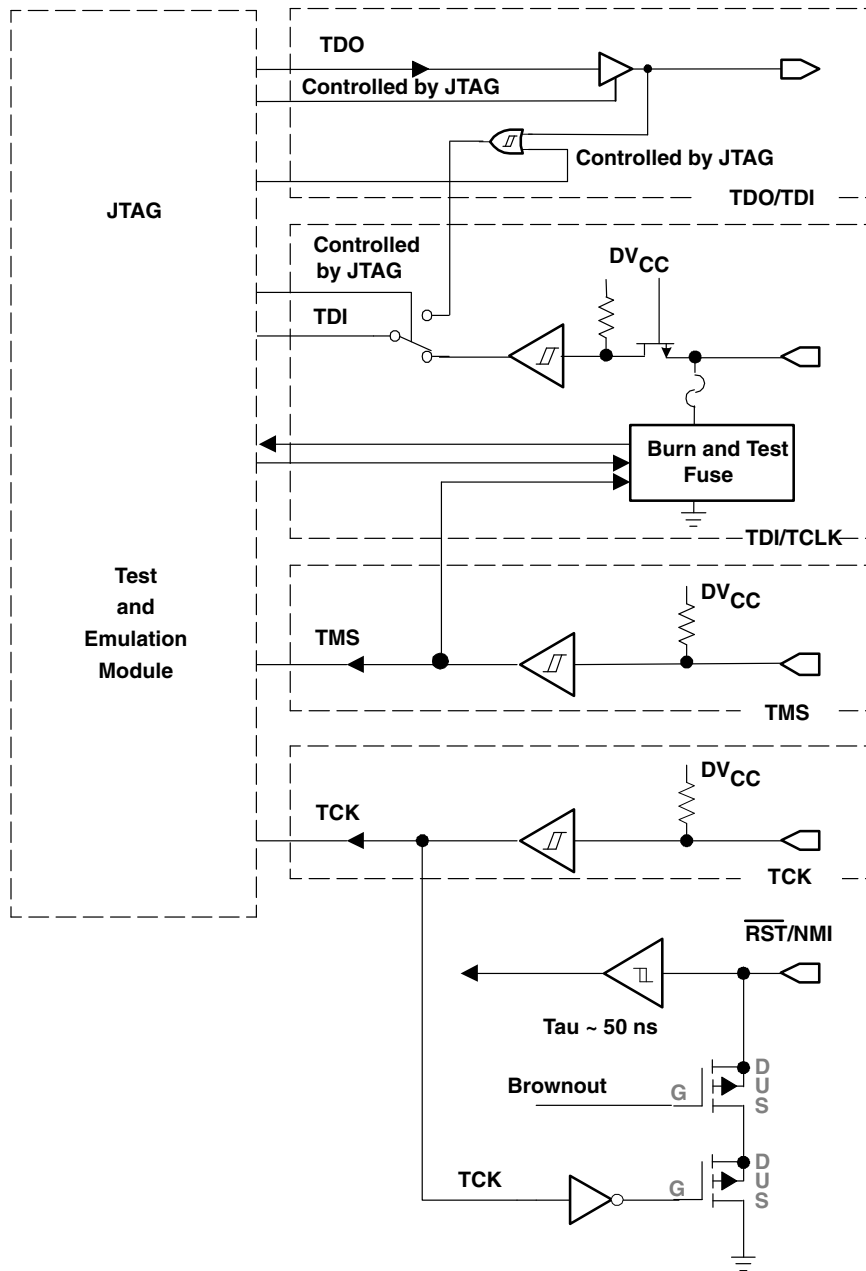 TDO
Controlled by JTAG
Controlled by JTAG
TDO/TDI
JTAG
Controlled
by JTAG
DVCC
TDI
Burn and Test
Fuse
TDI/TCLK
Test
and
Emulation
Module
DVCC
TMS
TMS
DVCC
TCK
TCK
RST/NMI
Tau ~ 50 ns
Brownout
G
D
U
S
TCK
G
D
U
S